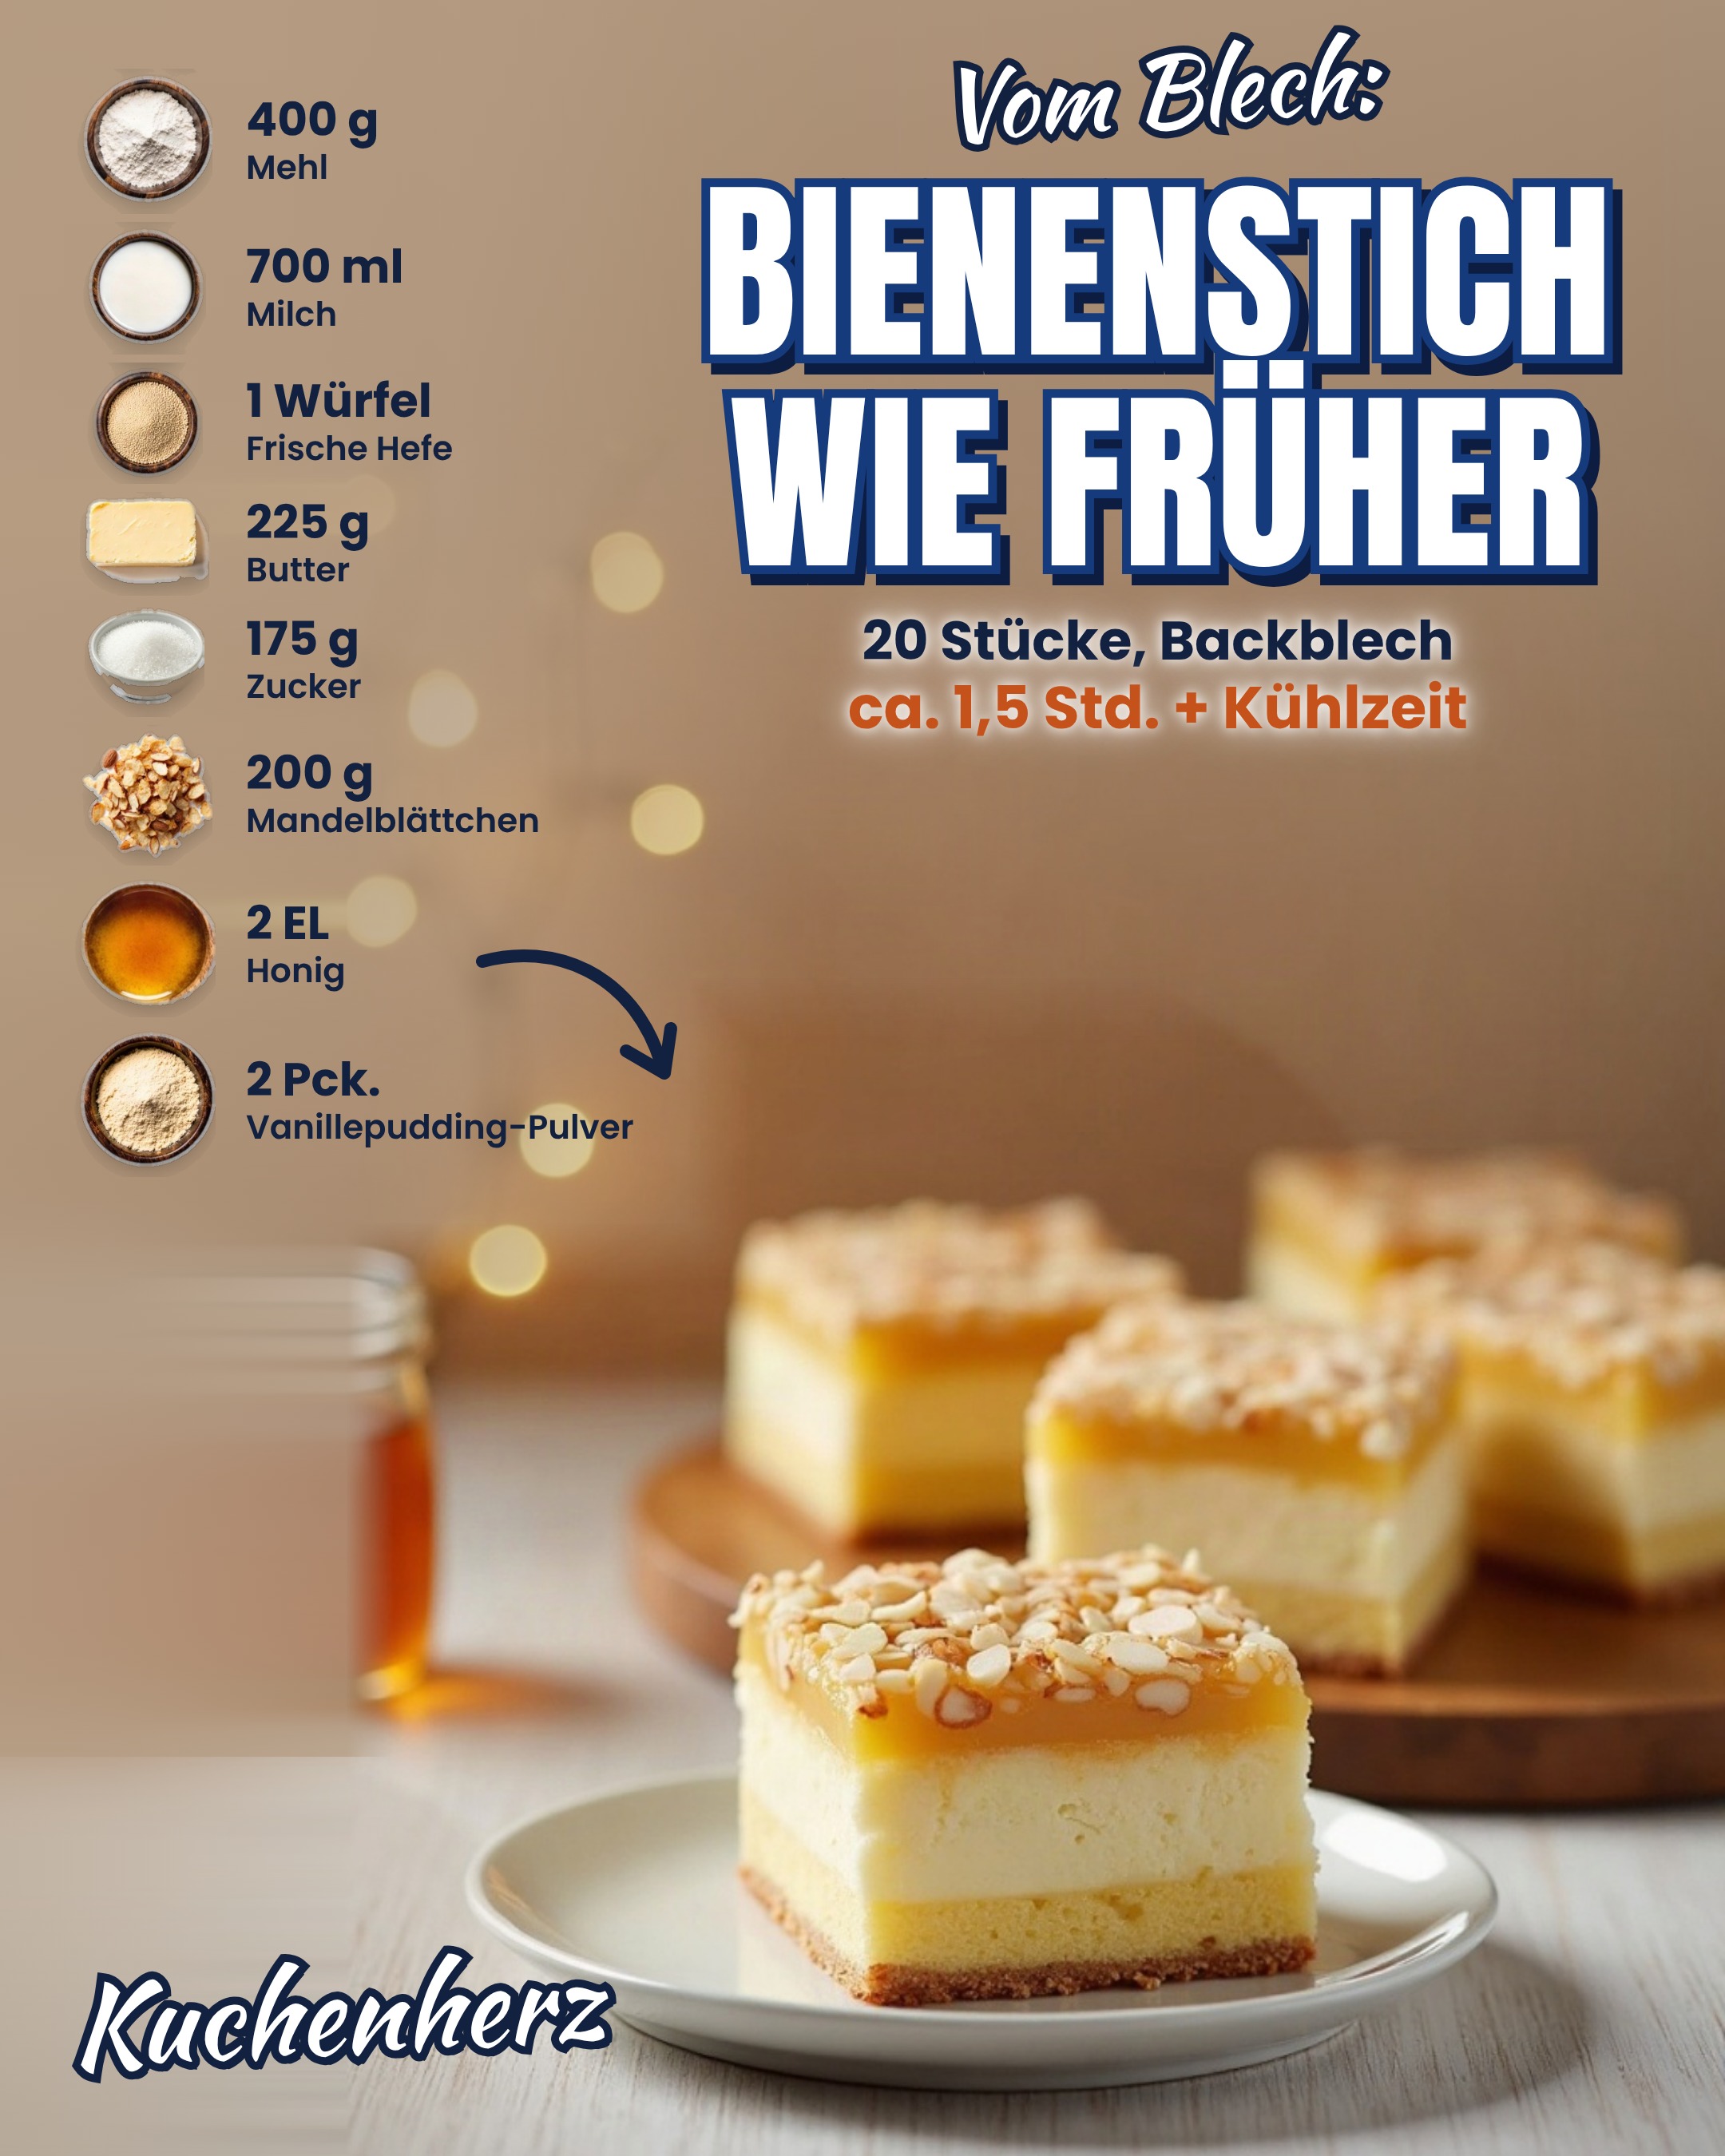 Vom Blech:
BIENENSTICH
WIE FRÜHER
20 Stücke, Backblech
ca. 1,5 Std. + Kühlzeit
400 g
Mehl
700 ml
Milch
1 Würfel
Frische Hefe
225 g
Butter
175 g
Zucker
200 g
Mandelblättchen
2 EL
Honig
2 Pck.
Vanillepudding-Pulver
Kuchenherz